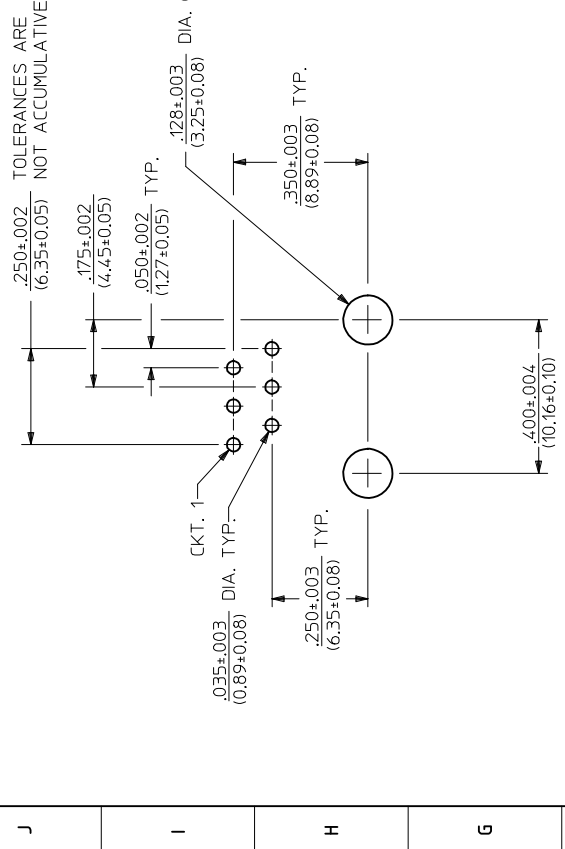 .250±.002 TOLERANCES ARE
(6.35±0.05) NOT ACCUMULATIVE
.175±.002
(4.45±0.05)
.050±.002 TYP.
(1.27±0.05)
.128±.003 DIA.
(3.25±0.08)
.350±.003 TYP.
(8.89±0.08)
CKT. 1
.035±.003 DIA. TYP.
(0.89±0.08)
.250±.003 TYP.
(6.35±0.08)
.400±.004
(10.16±0.10)
J
I
H
G